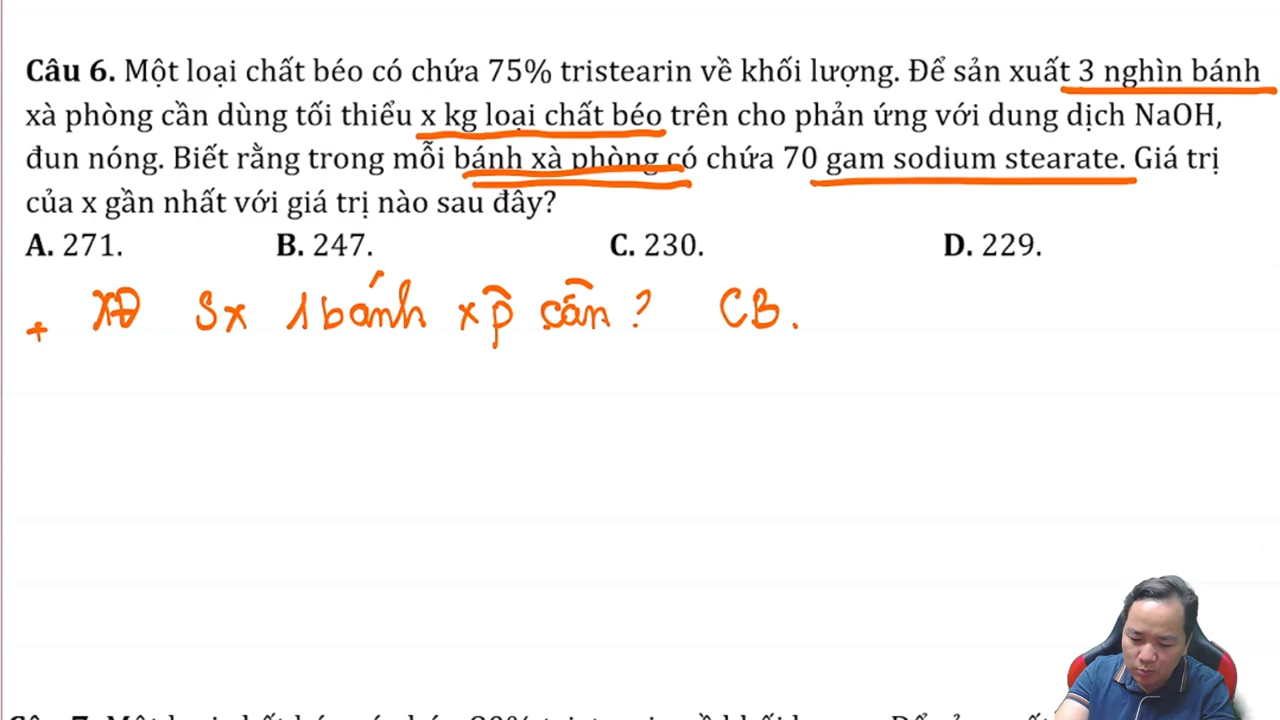 Câu 6. Một loại chất béo có chứa 75% tristearin về khối lượng. Để sản xuất 3 nghìn bánh
xà phòng cần dùng tối thiểu x kg loại chất béo trên cho phản ứng với dung dịch NaOH,
đun nóng. Biết rằng trong mỗi bánh xà phòng có chứa 70 gam sodium stearate. Giá trị
của x gần nhất với giá trị nào sau đây?
A. 271. B. 247. C. 230. D. 229.
+ XĐ Sx 1 bánh xp cần ? CB.